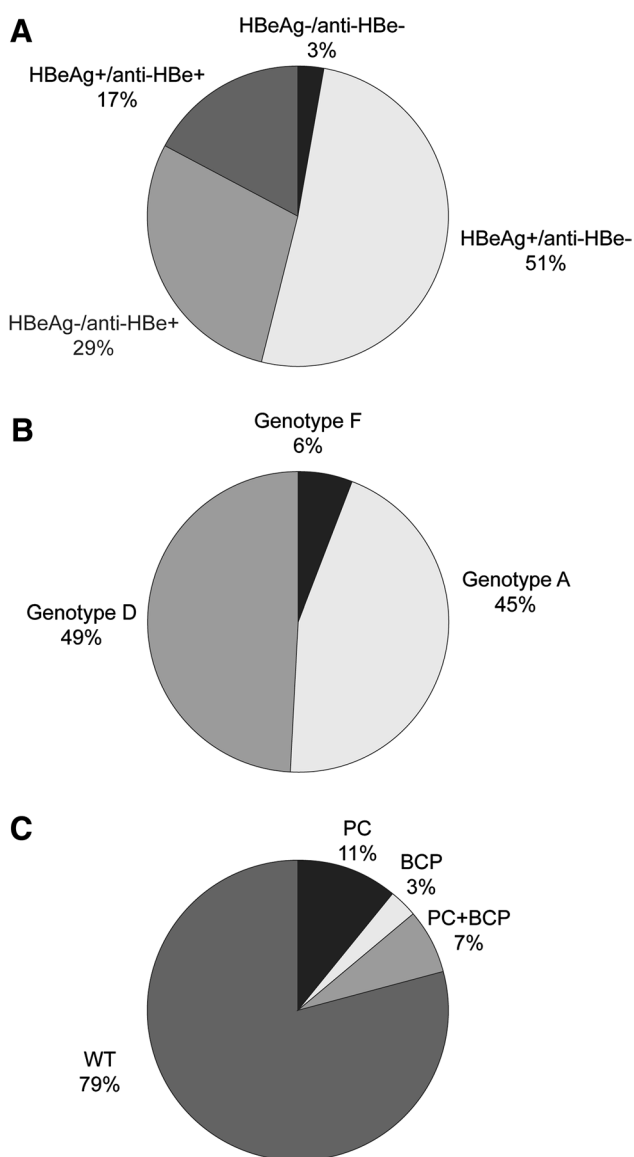 A
HBeAg-/anti-HBe-
3%
HBeAg+/anti-HBe+
17%
HBeAg+/anti-HBe-
51%
HBeAg-/anti-HBe+
29%
B
Genotype F
6%
Genotype A
45%
Genotype D
49%
C
PC
11%
BCP
3%
PC+BCP
7%
WT
79%